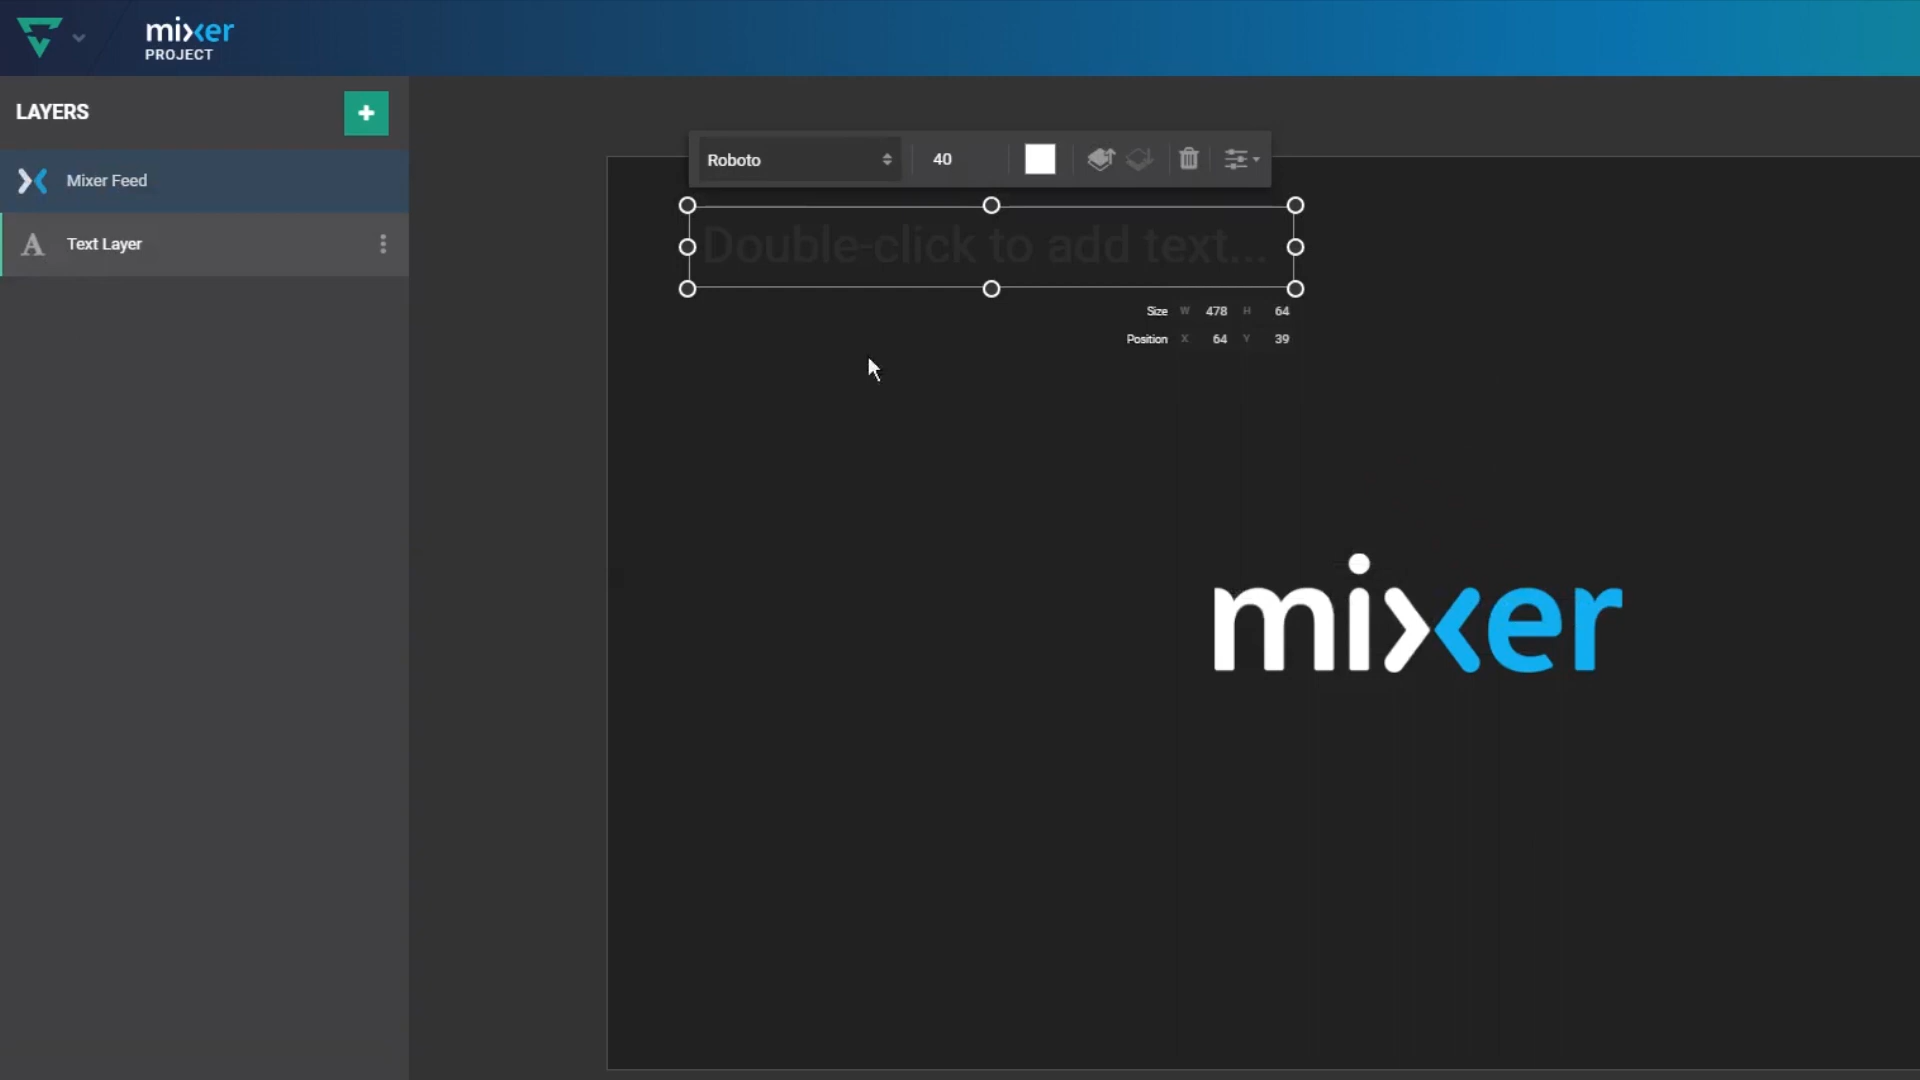 mixer
PROJECT
LAYERS
Mixer Feed
Text Layer
Roboto 40
Double-click to add text...
Size W 478 H 64
Position X 64 Y 39
mixer